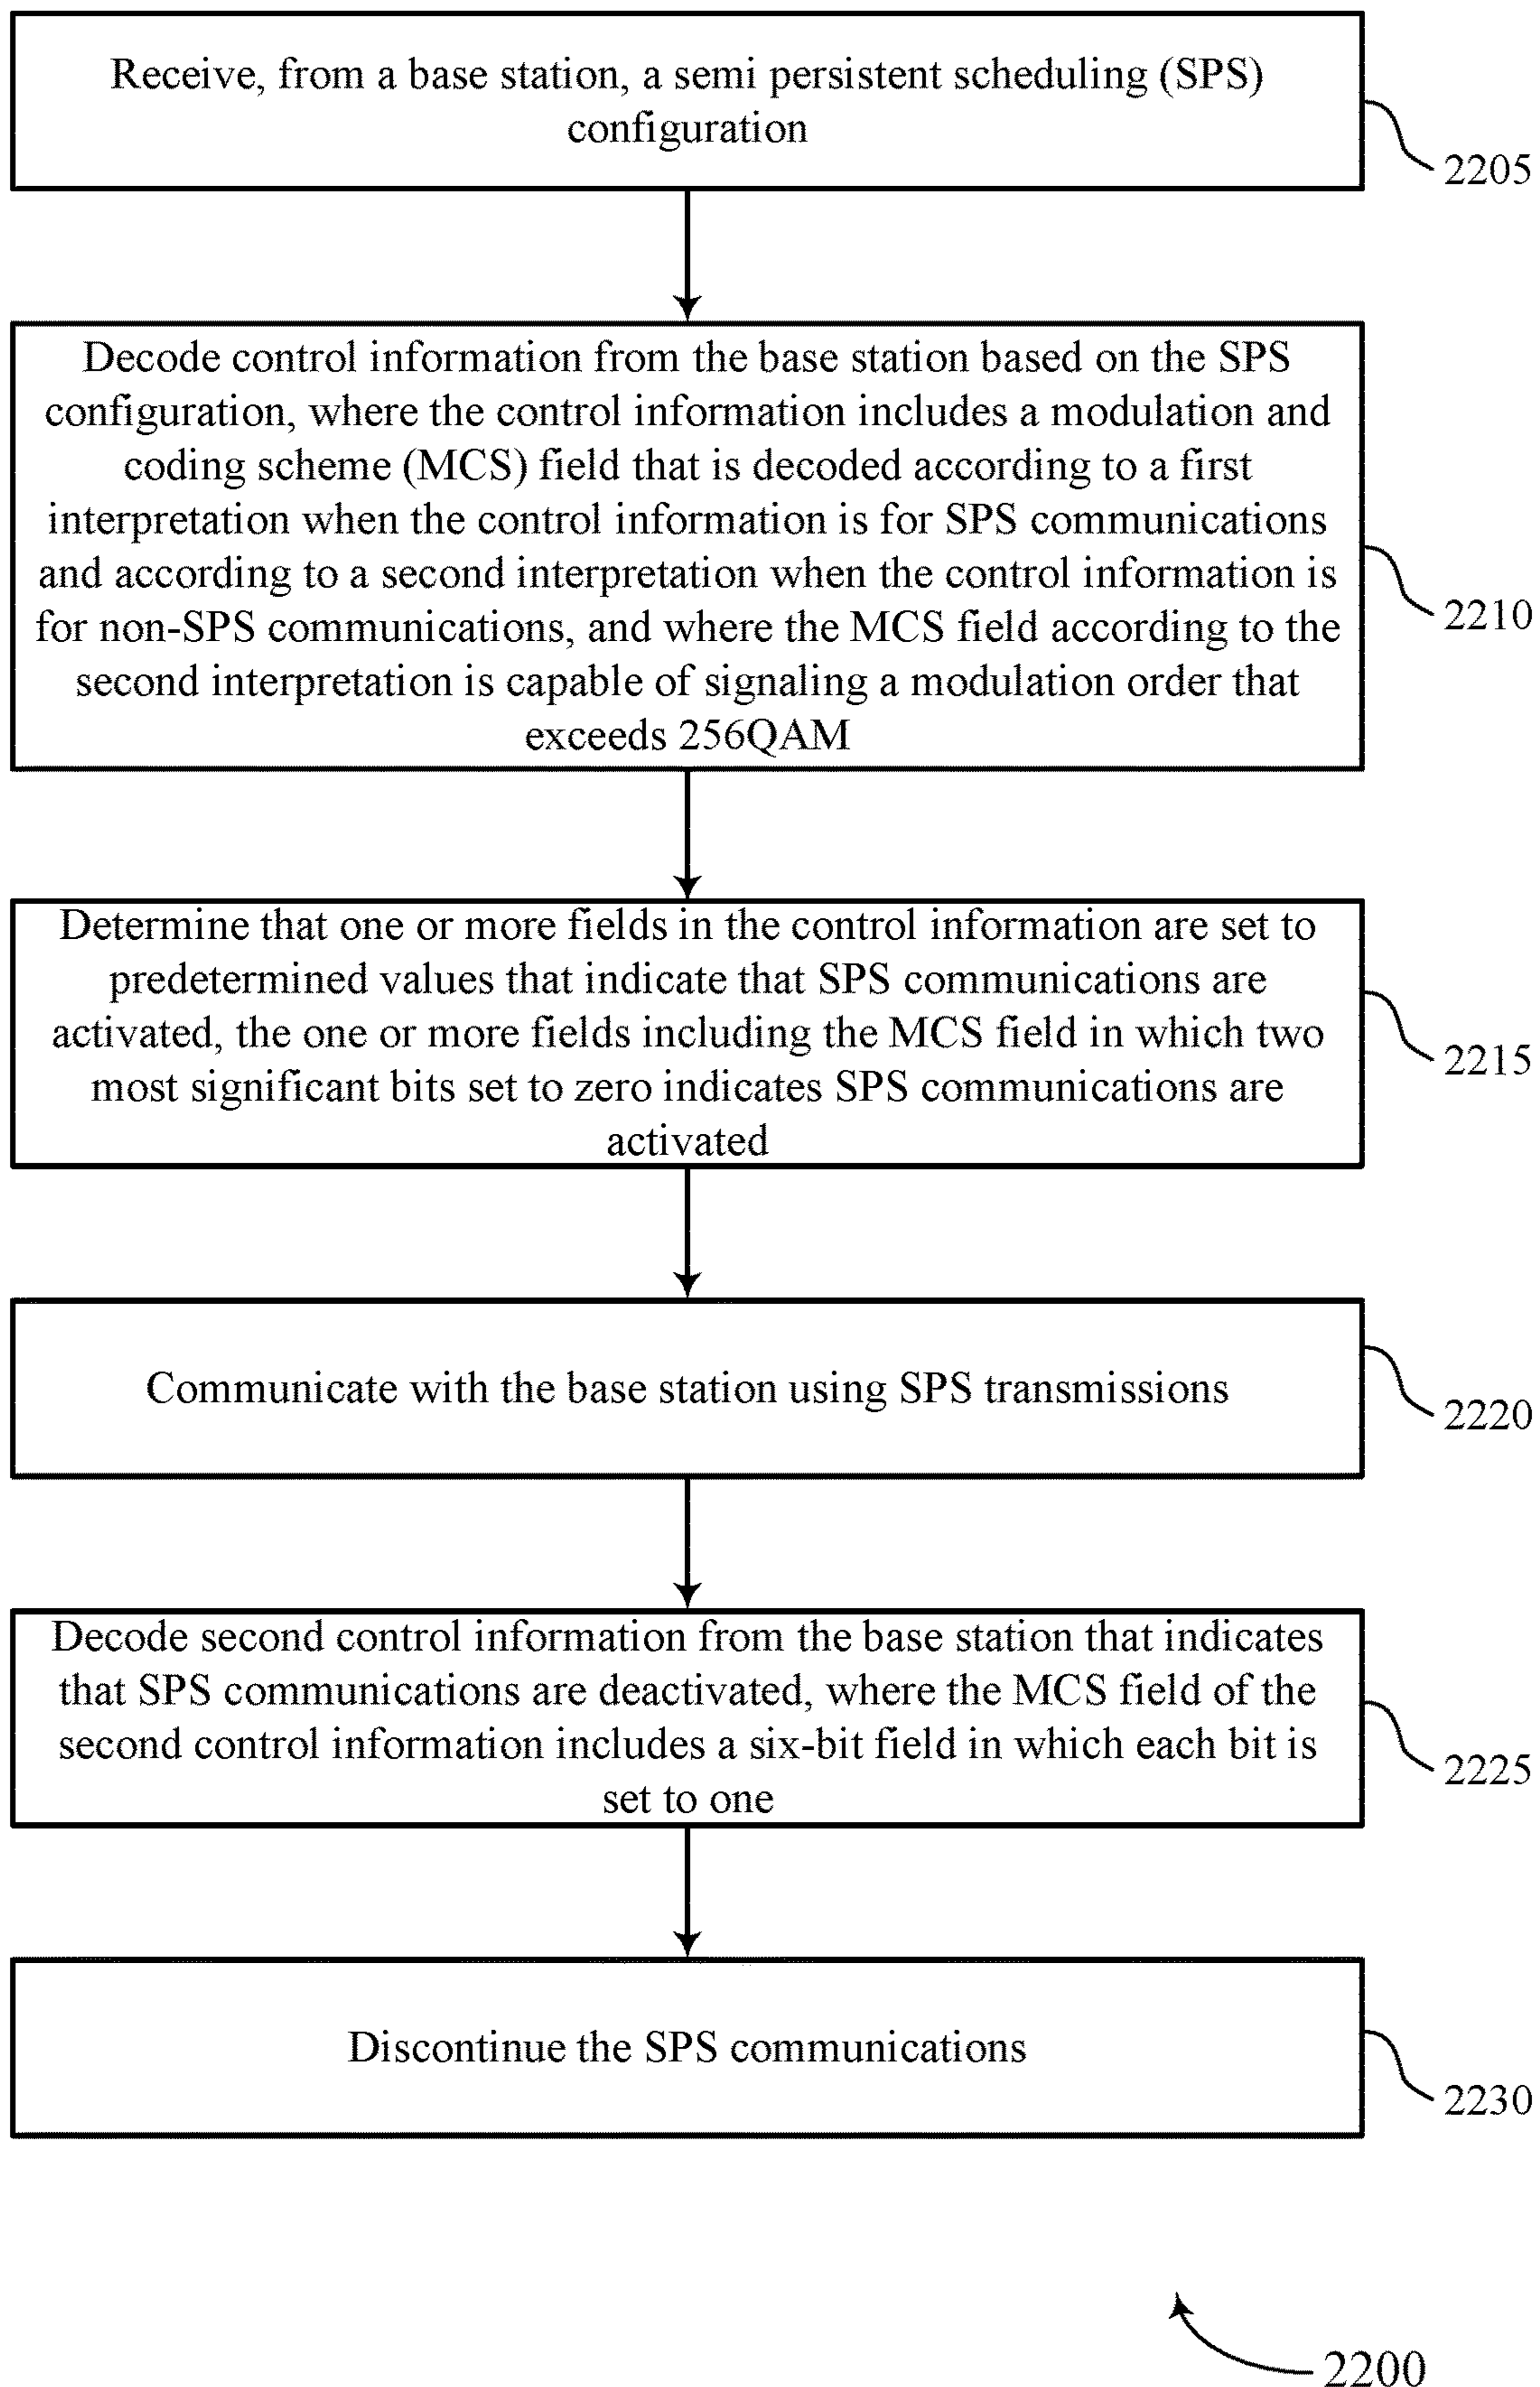 Receive, from a base station, a semi persistent scheduling (SPS)
configuration
2205
Decode control information from the base station based on the SPS
configuration, where the control information includes a modulation and
coding scheme (MCS) field that is decoded according to a first
interpretation when the control information is for SPS communications
and according to a second interpretation when the control information is
for non-SPS communications, and where the MCS field according to the
second interpretation is capable of signaling a modulation order that
exceeds 256QAM
2210
Determine that one or more fields in the control information are set to
predetermined values that indicate that SPS communications are
activated, the one or more fields including the MCS field in which two
most significant bits set to zero indicates SPS communications are
activated
2215
Communicate with the base station using SPS transmissions
2220
Decode second control information from the base station that indicates
that SPS communications are deactivated, where the MCS field of the
second control information includes a six-bit field in which each bit is
set to one
2225
Discontinue the SPS communications
2230
2200